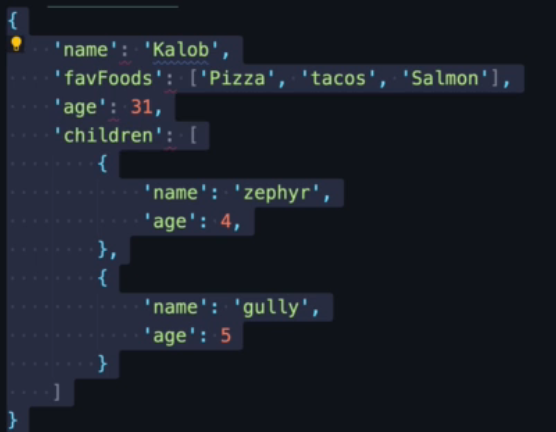 {
    'name': 'Kalob',
    'favFoods': ['Pizza', 'tacos', 'Salmon'],
    'age': 31,
    'children': [
        {
            'name': 'zephyr',
            'age': 4,
        },
        {
            'name': 'gully',
            'age': 5
        }
    ]
}